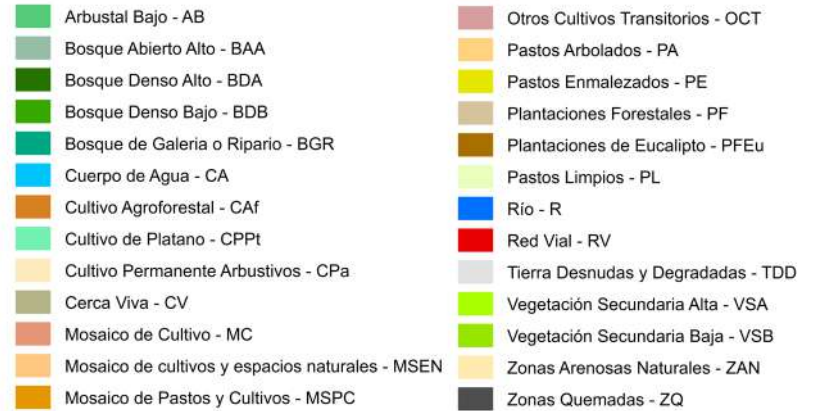 Arbustal Bajo - AB
Bosque Abierto Alto - BAA
Bosque Denso Alto - BDA
Bosque Denso Bajo - BDB
Bosque de Galeria o Ripario - BGR
Cuerpo de Agua - CA
Cultivo Agroforestal - CAf
Cultivo de Platano - CPPt
Cultivo Permanente Arbustivos - CPa
Cerca Viva - CV
Mosaico de Cultivo - MC
Mosaico de cultivos y espacios naturales - MSEN
Mosaico de Pastos y Cultivos - MSPC
Otros Cultivos Transitorios - OCT
Pastos Arbolados - PA
Pastos Enmalezados - PE
Plantaciones Forestales - PF
Plantaciones de Eucalipto - PFEu
Pastos Limpios - PL
Río - R
Red Vial - RV
Tierra Desnudas y Degradadas - TDD
Vegetación Secundaria Alta - VSA
Vegetación Secundaria Baja - VSB
Zonas Arenosas Naturales - ZAN
Zonas Quemadas - ZQ